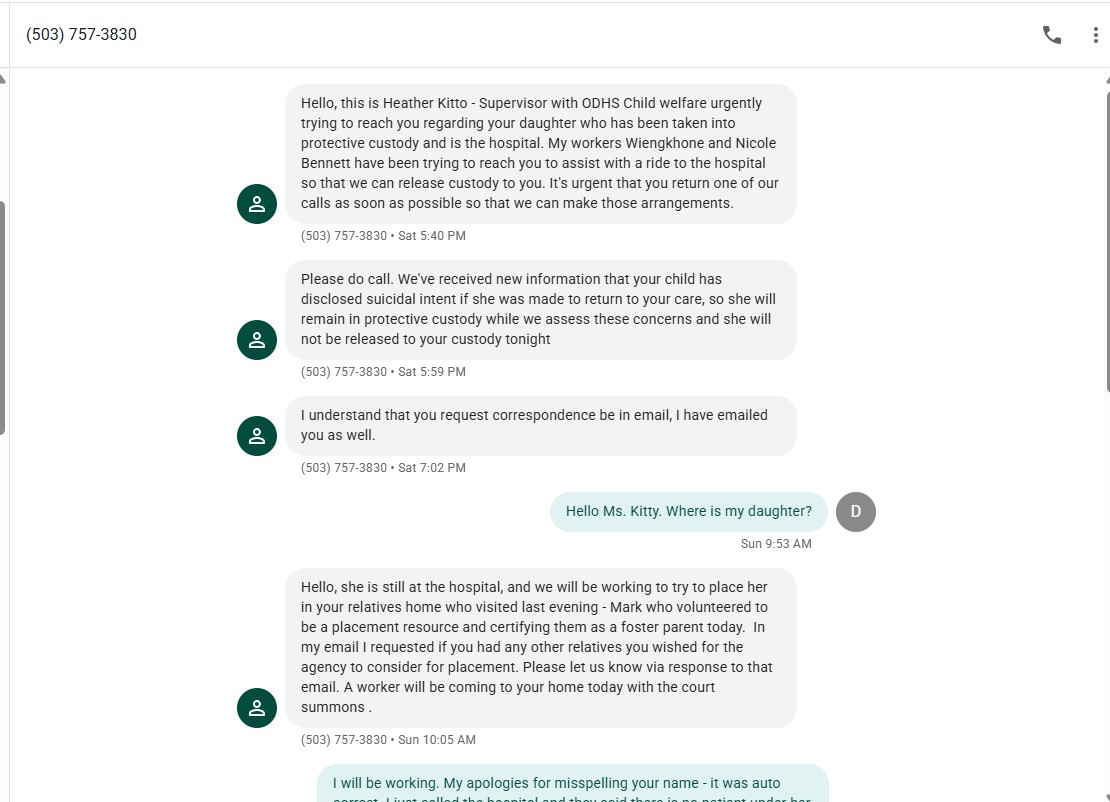 (503) 757-3830
Hello, this is Heather Kitto - Supervisor with ODHS Child welfare urgently
trying to reach you regarding your daughter who has been taken into
protective custody and is the hospital. My workers Wiengkhone and Nicole
Bennett have been trying to reach you to assist with a ride to the hospital
so that we can release custody to you. It's urgent that you return one of our
calls as soon as possible so that we can make those arrangements.
(503) 757-3830 • Sat 5:40 PM
Please do call. We've received new information that your child has
disclosed suicidal intent if she was made to return to your care, so she will
remain in protective custody while we assess these concerns and she will
not be released to your custody tonight
(503) 757-3830 • Sat 5:59 PM
I understand that you request correspondence be in email, I have emailed
you as well.
(503) 757-3830 • Sat 7:02 PM
Hello Ms. Kitty. Where is my daughter?
D
Sun 9:53 AM
Hello, she is still at the hospital, and we will be working to try to place her
in your relatives home who visited last evening - Mark who volunteered to
be a placement resource and certifying them as a foster parent today.  In
my email I requested if you had any other relatives you wished for the
agency to consider for placement. Please let us know via response to that
email. A worker will be coming to your home today with the court
summons .
(503) 757-3830 • Sun 10:05 AM
I will be working. My apologies for misspelling your name - it was auto
correct. I just called the hospital and they said there is no patient under her